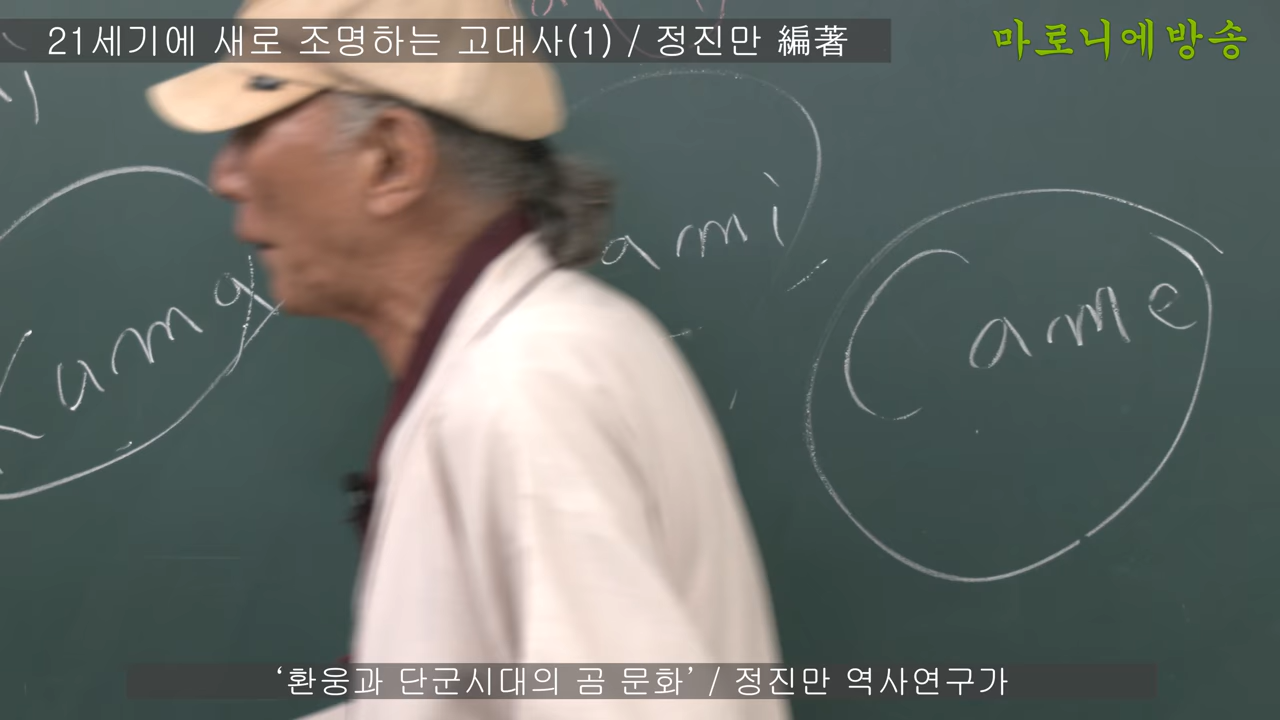 21세기에 새로 조명하는 고대사(1) / 정진만 編著
마로니에방송
Kama
ami
Came
‘환웅과 단군시대의 곰 문화’ / 정진만 역사연구가